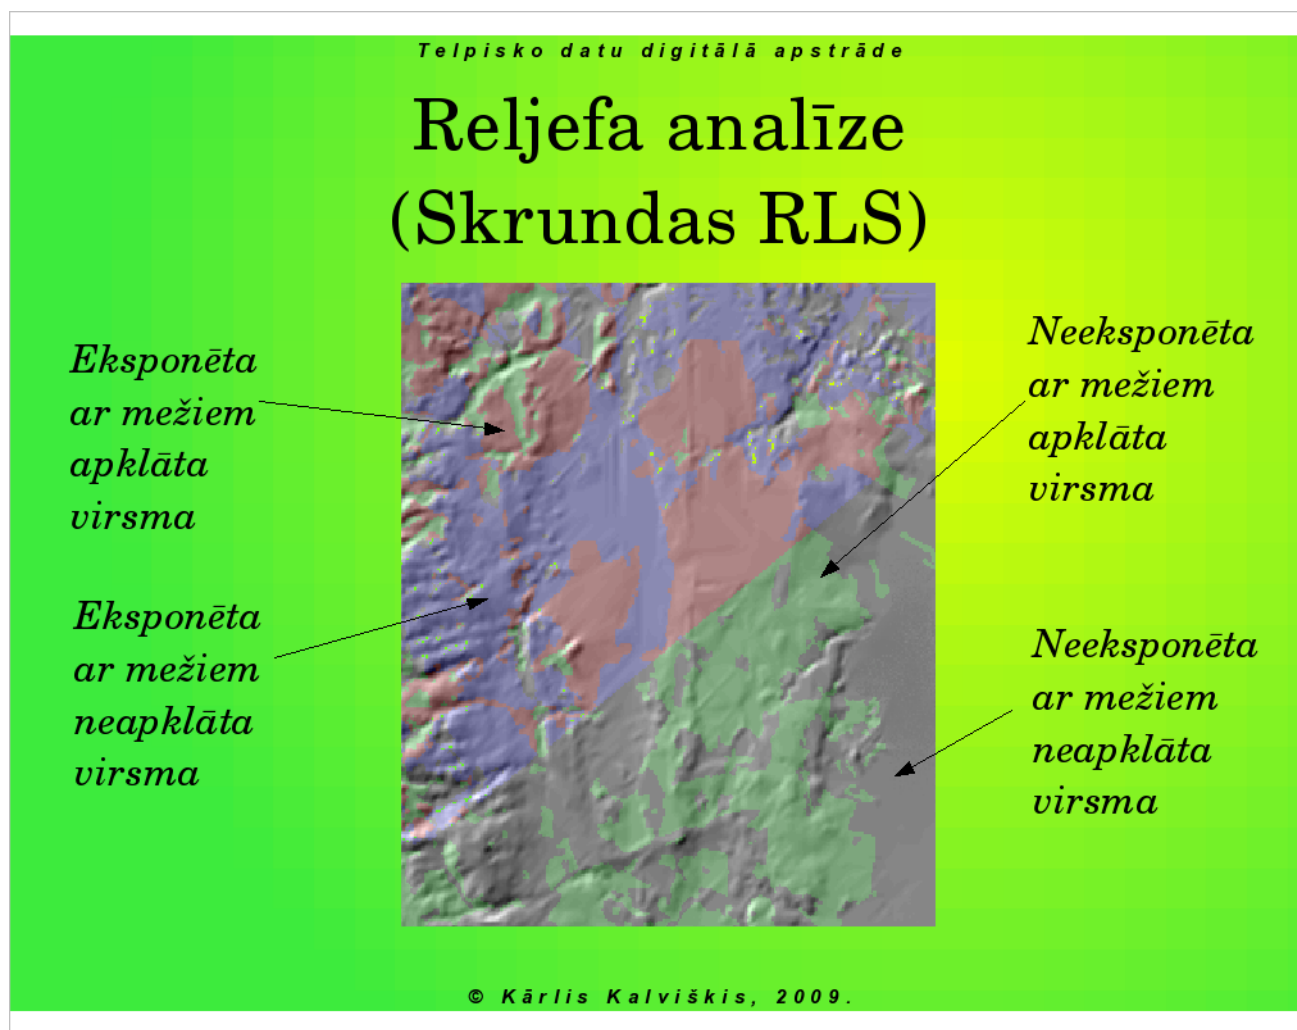 Telpisko datu digitālā apstrāde
Reljefa analīze
(Skrundas RLS)
Eksponēta
ar mežiem
apklāta
virsma
Eksponēta
ar mežiem
neapklāta
virsma
Neeksponēta
ar mežiem
apklāta
virsma
Neeksponēta
ar mežiem
neapklāta
virsma
© Kārlis Kalviškis, 2009.